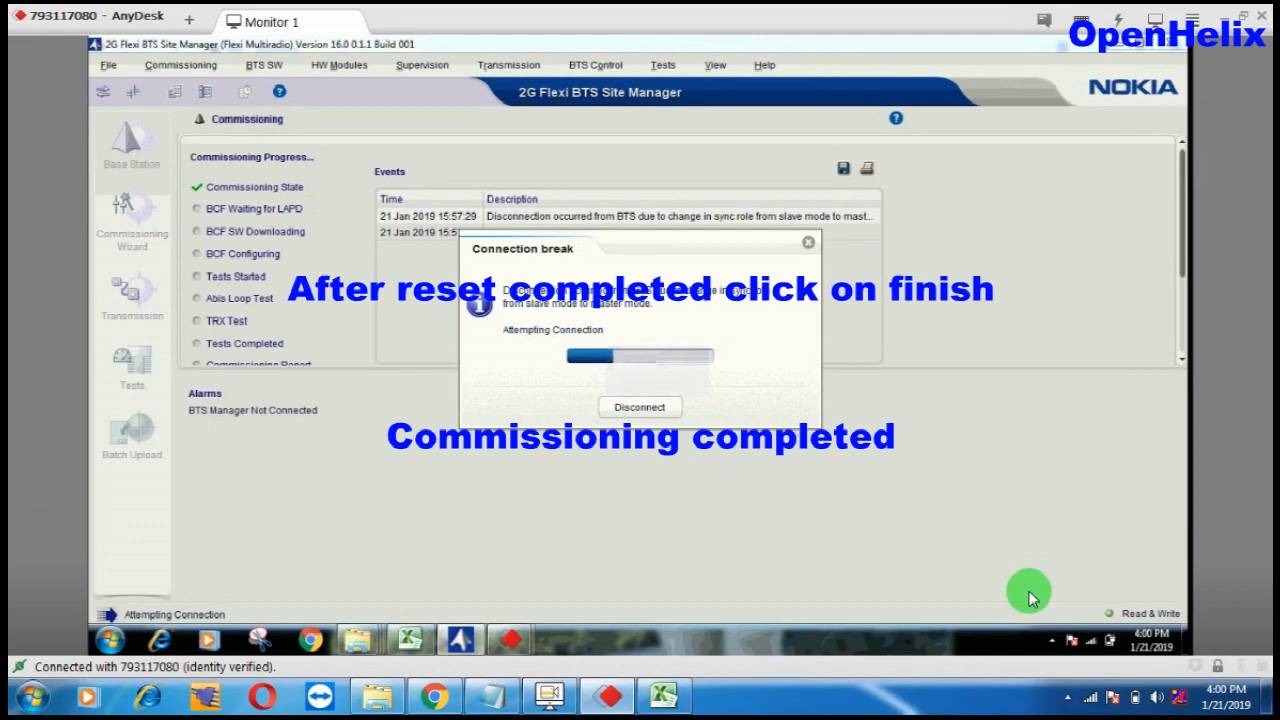 793117080 - AnyDesk
Monitor 1
OpenHelix
2G Flexi BTS Site Manager (Flexi Multiradio) Version 16.0 0.1.1 Build 001
File Commissioning BTS SW HW Modules Supervision Transmission BTS Control Tests View Help
2G Flexi BTS Site Manager
NOKIA
Commissioning
Base Station
Commissioning Wizard
Transmission
Tests
Batch Upload
Commissioning Progress...
Commissioning State
BCF Waiting for LAPD
BCF SW Downloading
BCF Configuring
Tests Started
Abis Loop Test
TRX Test
Tests Completed
Commissioning Report
Events
Time Description
21 Jan 2019 15:57:29 Disconnection occurred from BTS due to change in sync role from slave mode to mast...
21 Jan 2019 15:5
Connection break
After reset completed click on finish
from slave mode to master mode.
Attempting Connection
Disconnect
Alarms
BTS Manager Not Connected
Commissioning completed
Attempting Connection
Read & Write
4:00 PM
1/21/2019
Connected with 793117080 (identity verified).
4:00 PM
1/21/2019